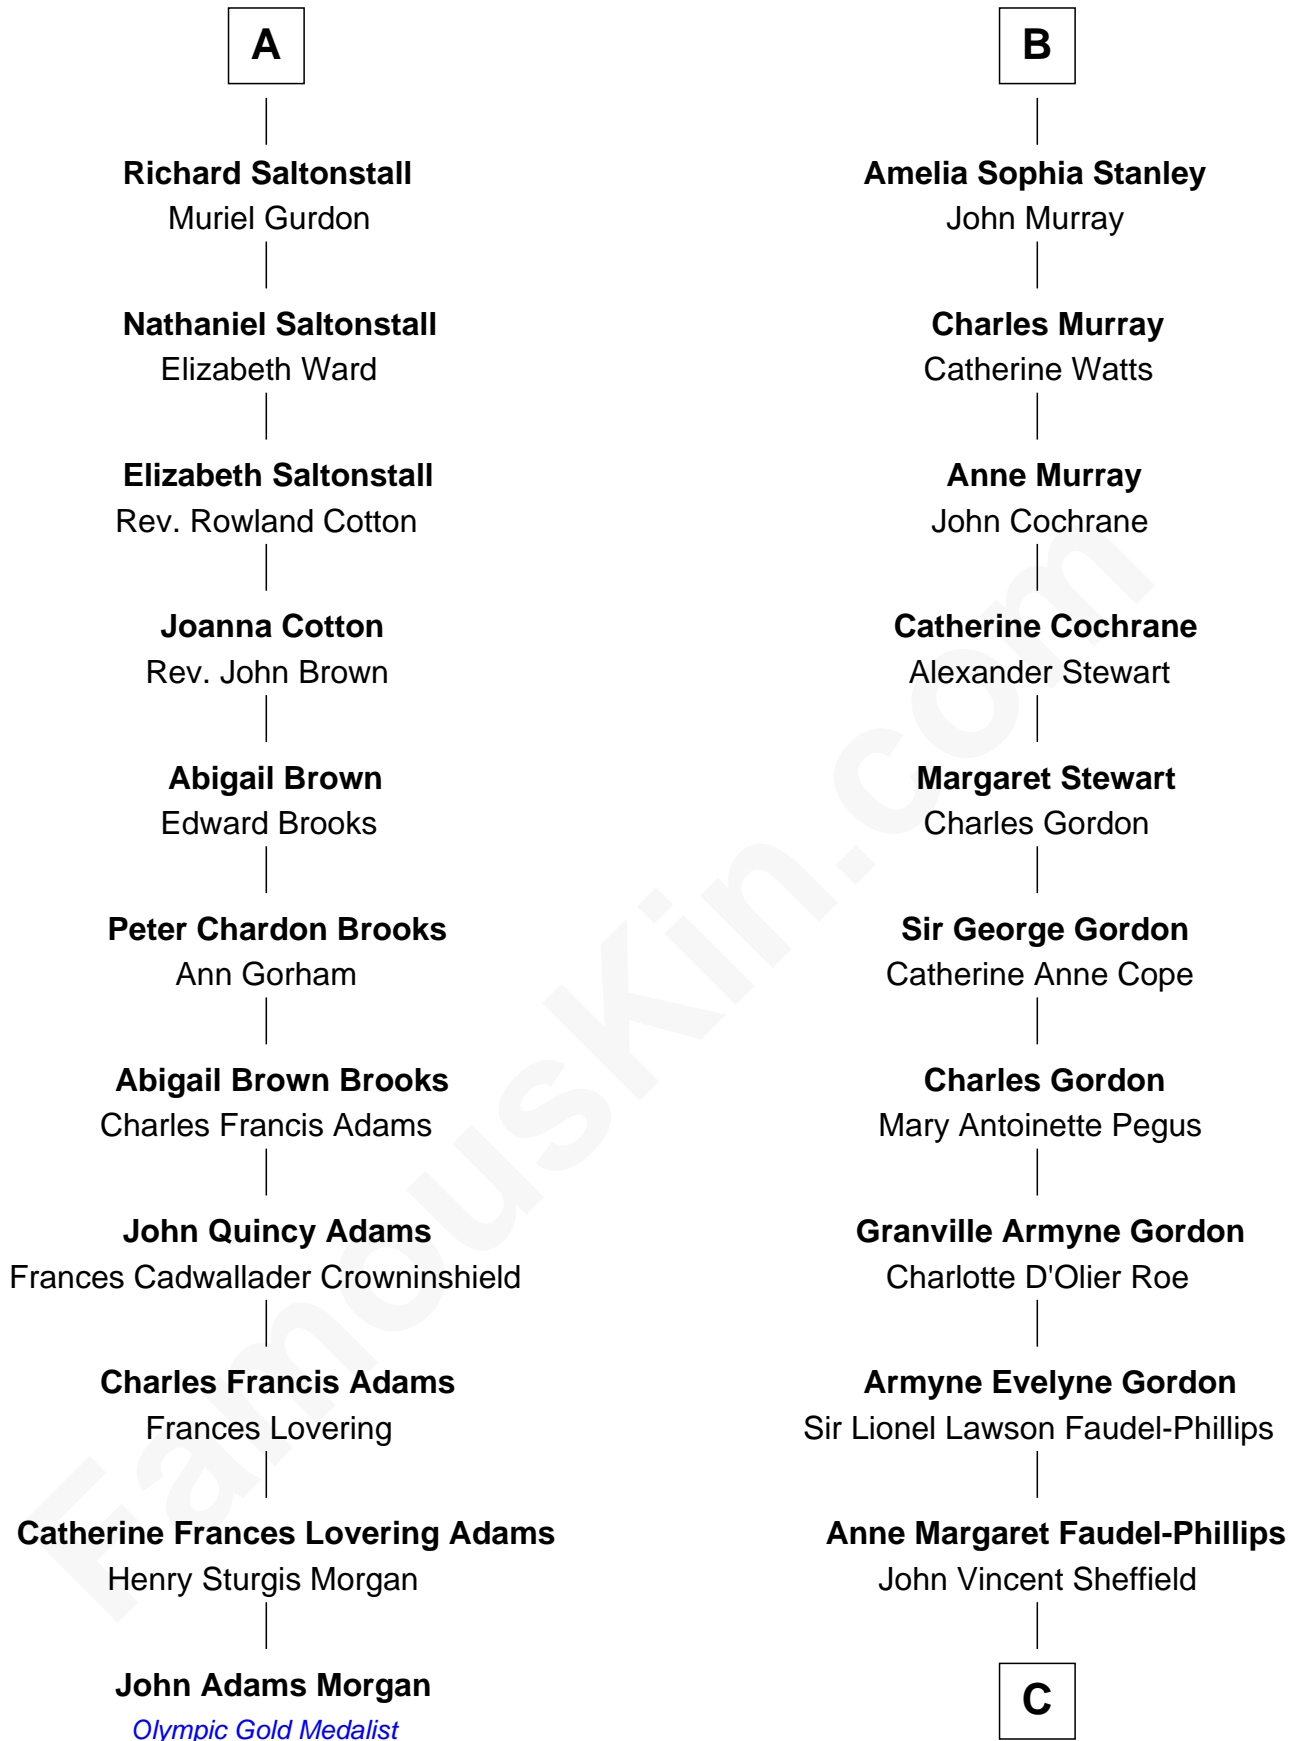 A
Richard Saltonstall
Muriel Gurdon
Nathaniel Saltonstall
Elizabeth Ward
Elizabeth Saltonstall
Rev. Rowland Cotton
Joanna Cotton
Rev. John Brown
Abigail Brown
Edward Brooks
Peter Chardon Brooks
Ann Gorham
Abigail Brown Brooks
Charles Francis Adams
John Quincy Adams
Frances Cadwallader Crowninshield
Charles Francis Adams
Frances Lovering
Catherine Frances Lovering Adams
Henry Sturgis Morgan
John Adams Morgan
Olympic Gold Medalist
B
Amelia Sophia Stanley
John Murray
Charles Murray
Catherine Watts
Anne Murray
John Cochrane
Catherine Cochrane
Alexander Stewart
Margaret Stewart
Charles Gordon
Sir George Gordon
Catherine Anne Cope
Charles Gordon
Mary Antoinette Pegus
Granville Armyne Gordon
Charlotte D'Olier Roe
Armyne Evelyne Gordon
Sir Lionel Lawson Faudel-Phillips
Anne Margaret Faudel-Phillips
John Vincent Sheffield
C
FamousKin.com